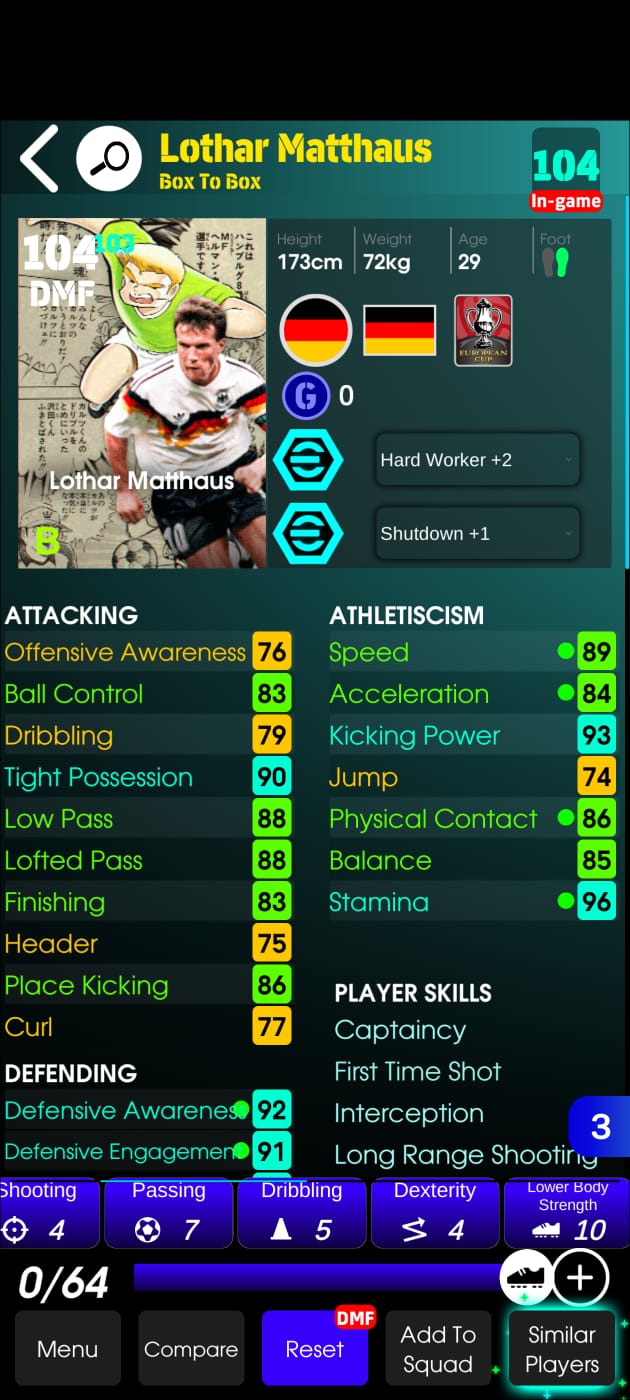 Lothar Matthaus
Box To Box
104
In-game
104
103
DMF
Lothar Matthaus
B
Height
173cm
Weight
72kg
Age
29
Foot
EUROPEAN
CUP
G 0
Hard Worker +2
Shutdown +1
ATTACKING
Offensive Awareness 76
Ball Control 83
Dribbling 79
Tight Possession 90
Low Pass 88
Lofted Pass 88
Finishing 83
Header 75
Place Kicking 86
Curl 77
DEFENDING
Defensive Awareness 92
Defensive Engagement 91
ATHLETISCISM
Speed 89
Acceleration 84
Kicking Power 93
Jump 74
Physical Contact 86
Balance 85
Stamina 96
PLAYER SKILLS
Captaincy
First Time Shot
Interception
Long Range Shooting
3
Shooting
4
Passing
7
Dribbling
5
Dexterity
4
Lower Body
Strength
10
0/64
Menu
Compare
Reset
DMF
Add To
Squad
Similar
Players